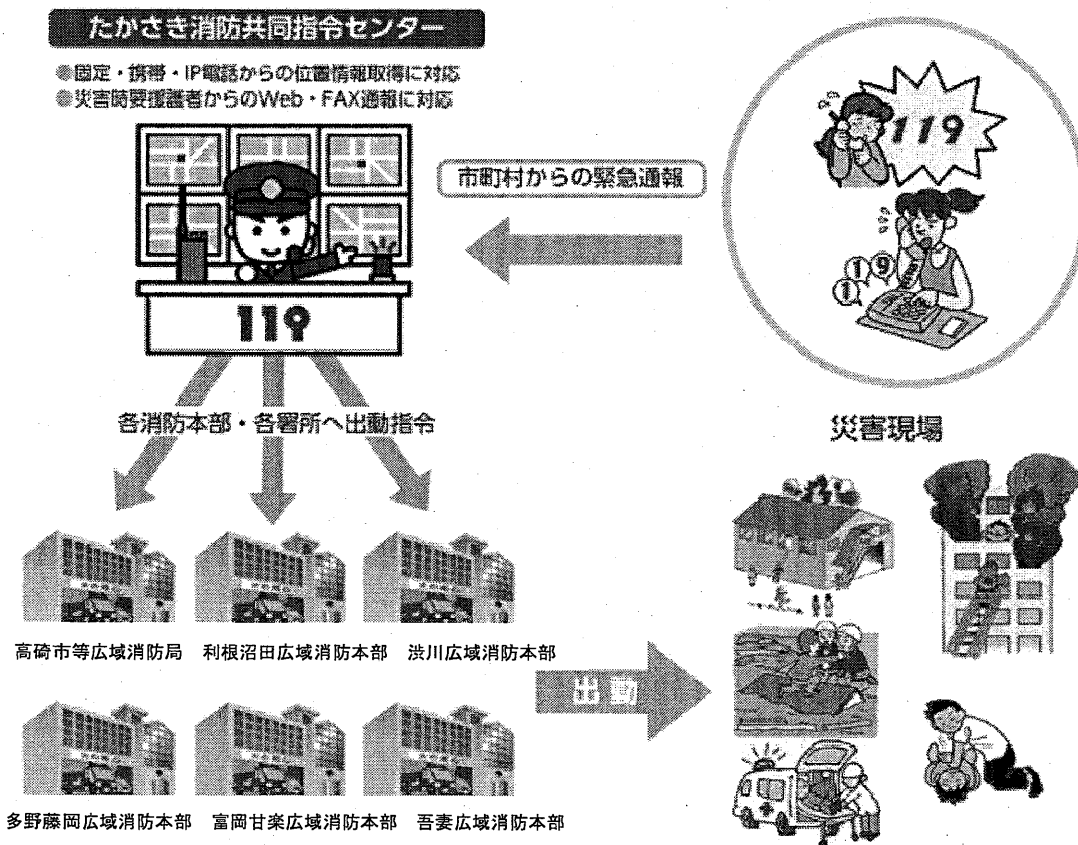 たかさき消防共同指令センター
●固定・携帯・IP電話からの位置情報取得に対応
●災害時要援護者からのWeb・FAX通報に対応
市町村からの緊急通報
119
1 1 9
119
各消防本部・各署所へ出動指令
災害現場
高碕市等広域消防局 利根沼田広域消防本部 渋川広域消防本部
出動
多野藤岡広域消防本部 富岡甘楽広域消防本部 吾妻広域消防本部